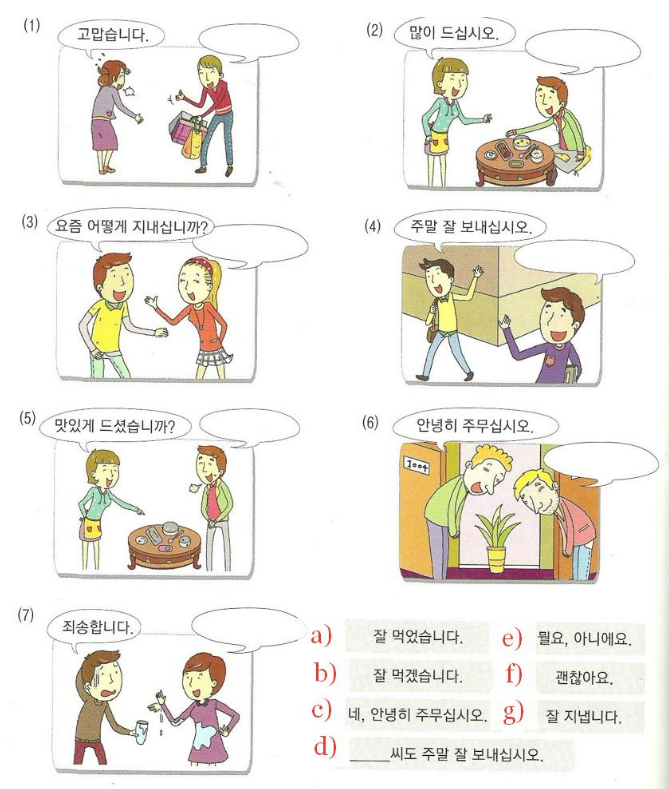 (1)
고맙습니다.
(2)
많이 드십시오.
(3)
요즘 어떻게 지내십니까?
(4)
주말 잘 보내십시오.
(5)
맛있게 드셨습니까?
(6)
안녕히 주무십시오.
1004
(7)
죄송합니다.
a) 잘 먹었습니다.
e) 뭘요, 아니에요.
b) 잘 먹겠습니다.
f) 괜찮아요.
c) 네, 안녕히 주무십시오.
g) 잘 지냅니다.
d) _____씨도 주말 잘 보내십시오.